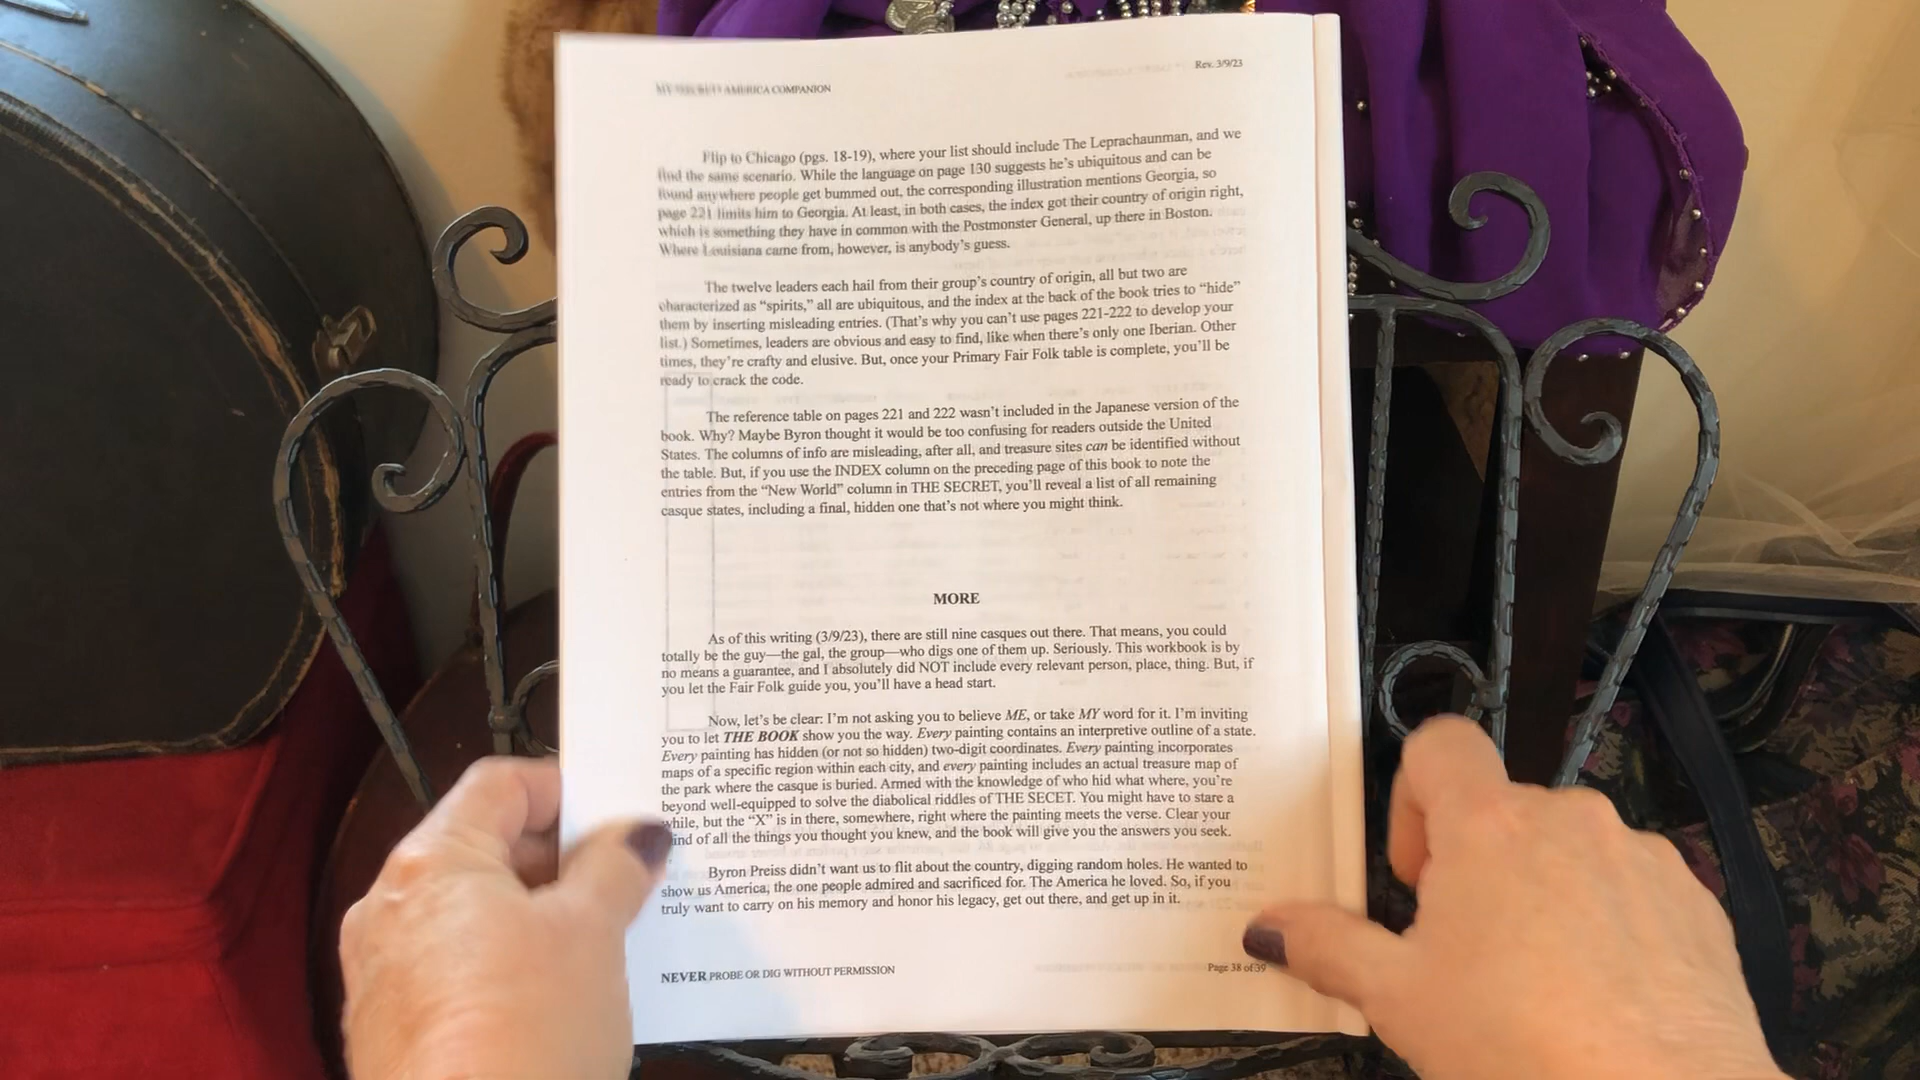 Rev. 3/9/23
MY SECRET AMERICA COMPANION
Flip to Chicago (pgs. 18-19), where your list should include The Leprachaunman, and we
find the same scenario. While the language on page 130 suggests he's ubiquitous and can be
found anywhere people get bummed out, the corresponding illustration mentions Georgia, so
page 221 limits him to Georgia. At least, in both cases, the index got their country of origin right,
which is something they have in common with the Postmonster General, up there in Boston.
Where Louisiana came from, however, is anybody's guess.
The twelve leaders each hail from their group's country of origin, all but two are
characterized as "spirits," all are ubiquitous, and the index at the back of the book tries to "hide"
them by inserting misleading entries. (That's why you can't use pages 221-222 to develop your
list.) Sometimes, leaders are obvious and easy to find, like when there's only one Iberian. Other
times, they're crafty and elusive. But, once your Primary Fair Folk table is complete, you'll be
ready to crack the code.
The reference table on pages 221 and 222 wasn't included in the Japanese version of the
book. Why? Maybe Byron thought it would be too confusing for readers outside the United
States. The columns of info are misleading, after all, and treasure sites can be identified without
the table. But, if you use the INDEX column on the preceding page of this book to note the
entries from the "New World" column in THE SECRET, you'll reveal a list of all remaining
casque states, including a final, hidden one that's not where you might think.
MORE
As of this writing (3/9/23), there are still nine casques out there. That means, you could
totally be the guy—the gal, the group—who digs one of them up. Seriously. This workbook is by
no means a guarantee, and I absolutely did NOT include every relevant person, place, thing. But, if
you let the Fair Folk guide you, you'll have a head start.
Now, let's be clear: I'm not asking you to believe ME, or take MY word for it. I'm inviting
you to let THE BOOK show you the way. Every painting contains an interpretive outline of a state.
Every painting has hidden (or not so hidden) two-digit coordinates. Every painting incorporates
maps of a specific region within each city, and every painting includes an actual treasure map of
the park where the casque is buried. Armed with the knowledge of who hid what where, you're
beyond well-equipped to solve the diabolical riddles of THE SECET. You might have to stare a
while, but the "X" is in there, somewhere, right where the painting meets the verse. Clear your
ind of all the things you thought you knew, and the book will give you the answers you seek.
Byron Preiss didn't want us to flit about the country, digging random holes. He wanted to
show us America, the one people admired and sacrificed for. The America he loved. So, if you
truly want to carry on his memory and honor his legacy, get out there, and get up in it.
NEVER PROBE OR DIG WITHOUT PERMISSION
Page 38 of 39